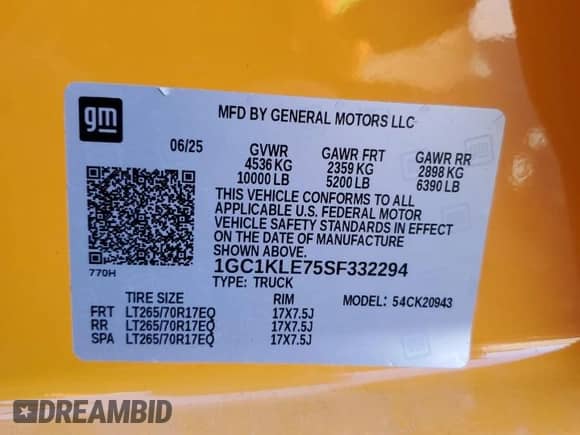 gm
MFD BY GENERAL MOTORS LLC
06/25
GVWR GAWR FRT GAWR RR
4536 KG 2359 KG 2898 KG
10000 LB 5200 LB 6390 LB
THIS VEHICLE CONFORMS TO ALL
APPLICABLE U.S. FEDERAL MOTOR
VEHICLE SAFETY STANDARDS IN EFFECT
ON THE DATE OF MANUFACTURE
SHOWN ABOVE.
770H
1GC1KLE75SF332294
TYPE: TRUCK
TIRE SIZE RIM MODEL: 54CK20943
FRT LT265/70R17EQ 17X7.5J
RR LT265/70R17EQ 17X7.5J
SPA LT265/70R17EQ 17X7.5J
DREAMBID